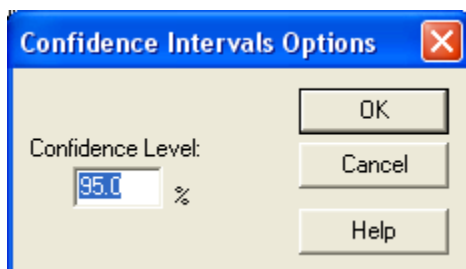 Confidence Intervals Options
OK
Confidence Level:
95.0 %
Cancel
Help